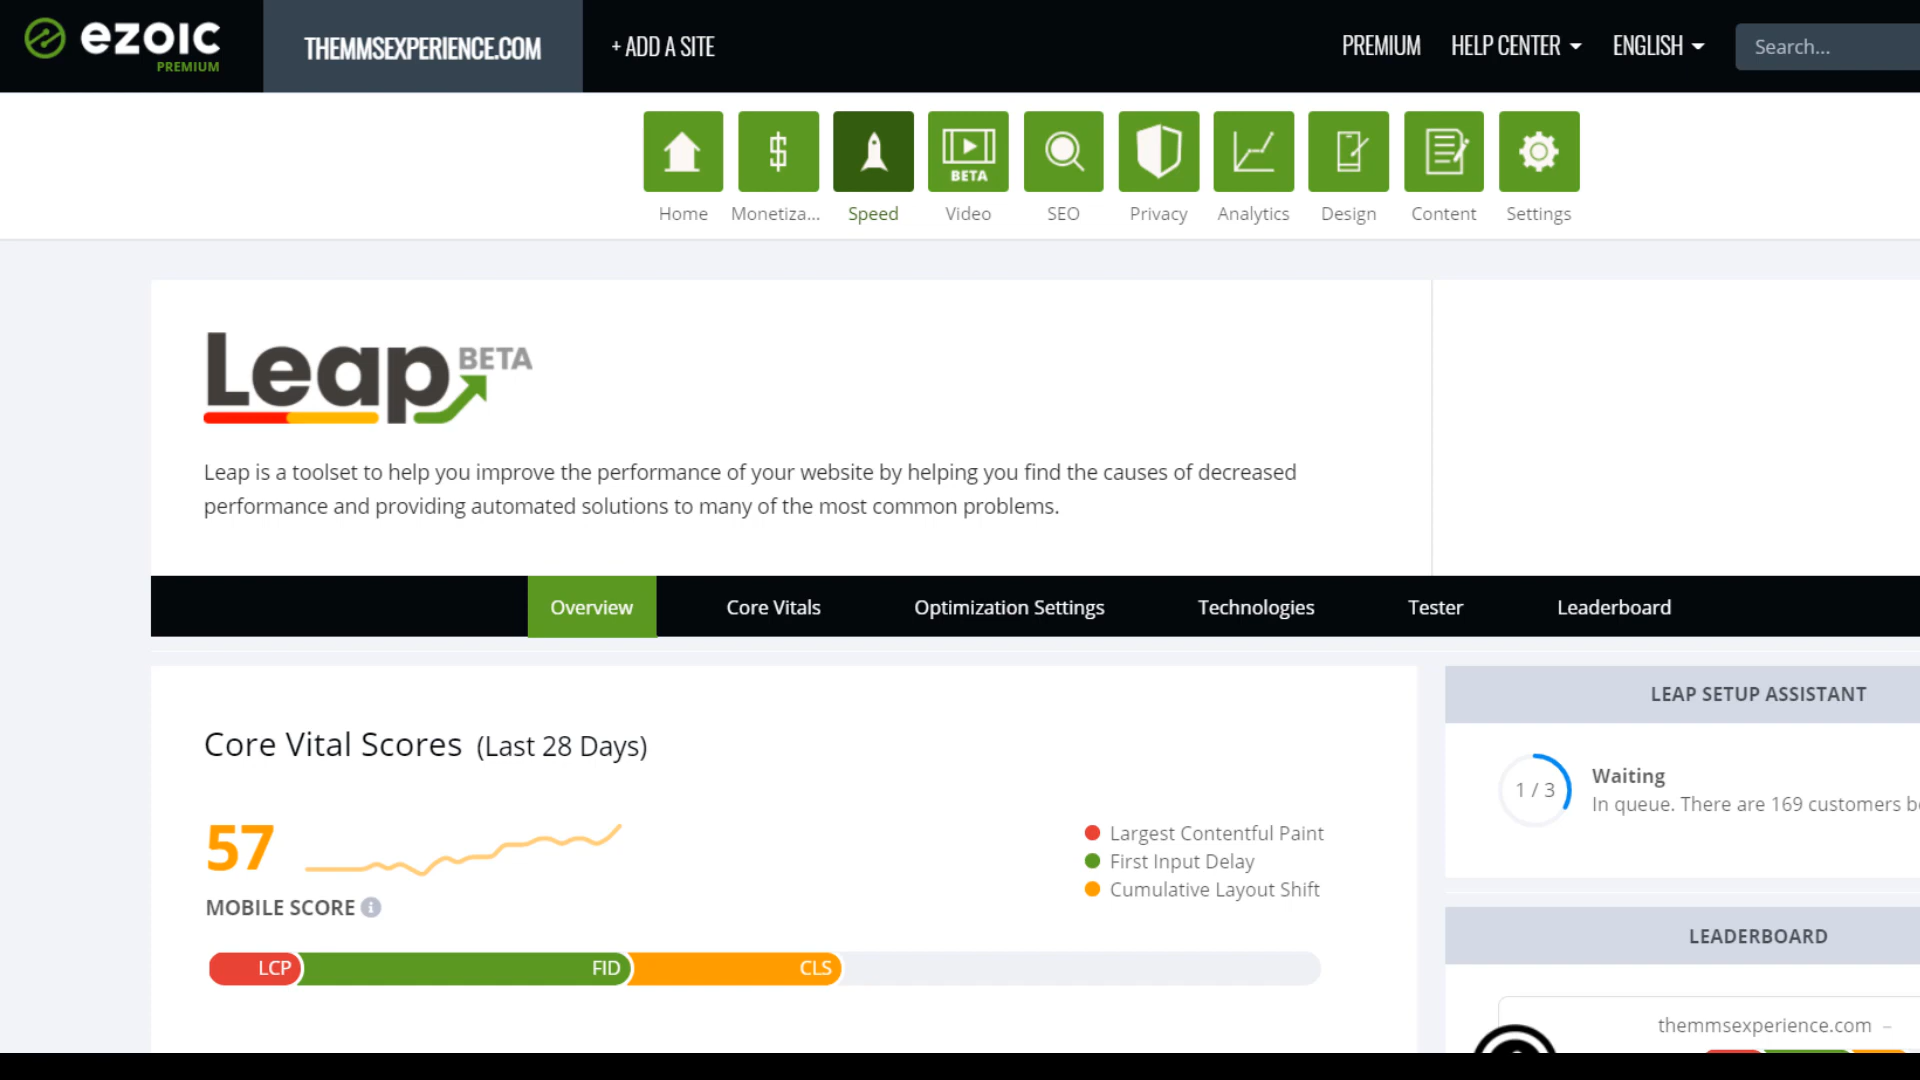 ezoic
PREMIUM
THEMMSEXPERIENCE.COM
+ ADD A SITE
PREMIUM
HELP CENTER
ENGLISH
Search...
BETA
Home
Monetiza...
Speed
Video
SEO
Privacy
Analytics
Design
Content
Settings
Leap BETA
Leap is a toolset to help you improve the performance of your website by helping you find the causes of decreased
performance and providing automated solutions to many of the most common problems.
Overview
Core Vitals
Optimization Settings
Technologies
Tester
Leaderboard
Core Vital Scores (Last 28 Days)
57
MOBILE SCORE
Largest Contentful Paint
First Input Delay
Cumulative Layout Shift
LCP
FID
CLS
LEAP SETUP ASSISTANT
1 / 3
Waiting
In queue. There are 169 customers
LEADERBOARD
themmsexperience.com –